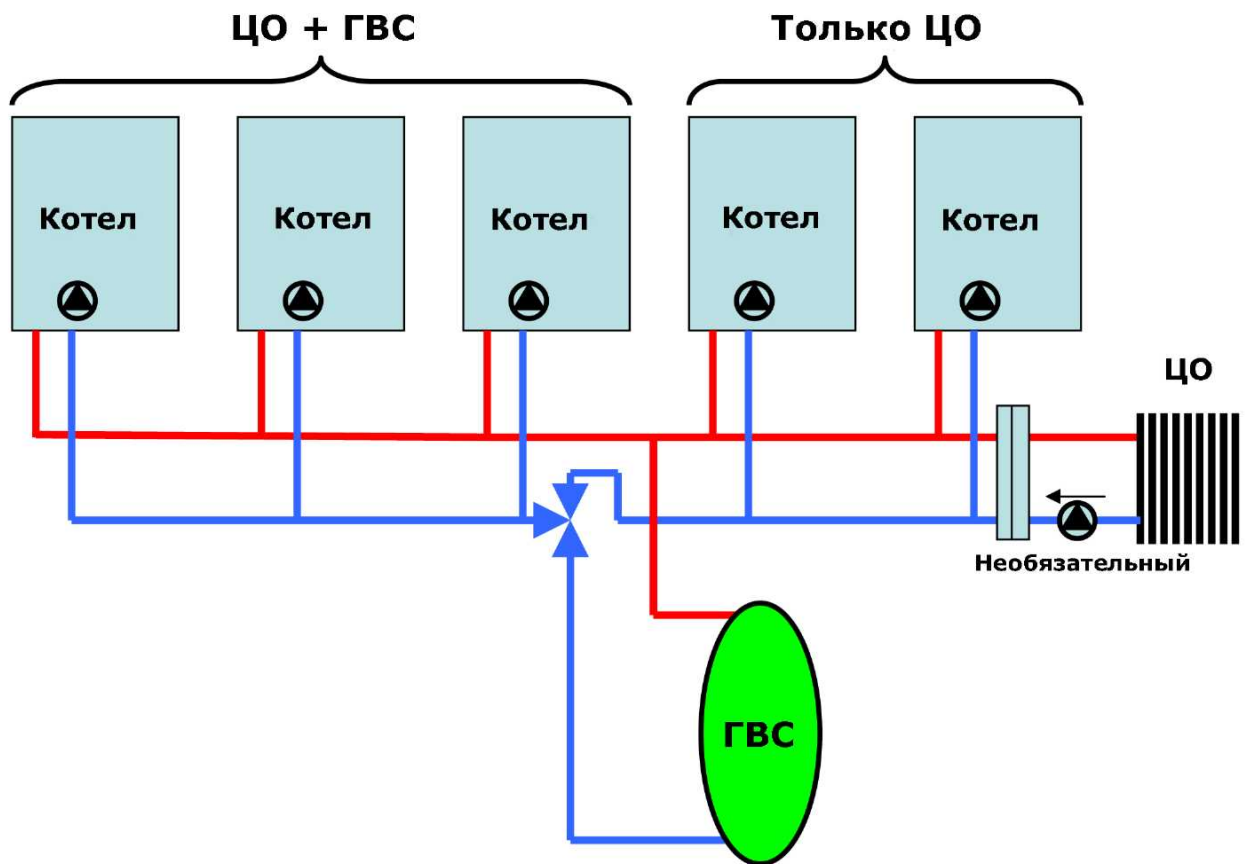 ЦО + ГВС
Только ЦО
Котел
Котел
Котел
Котел
Котел
ЦО
Необязательный
ГВС